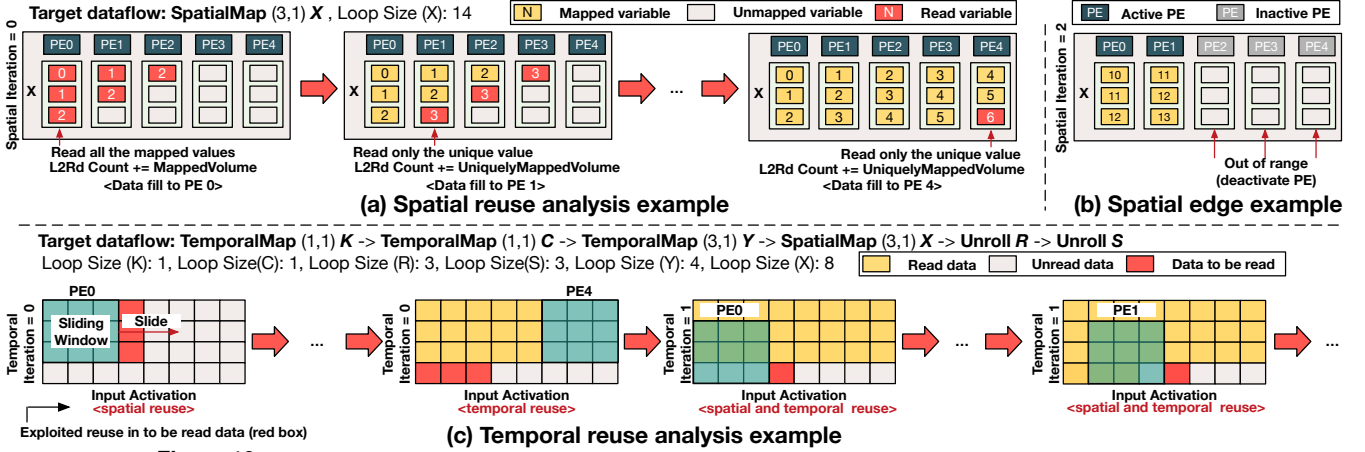 Target dataflow: SpatialMap (3,1) X , Loop Size (X): 14
N Mapped variable Unmapped variable N Read variable
PE Active PE PE Inactive PE
Spatial Iteration = 0
PE0 PE1 PE2 PE3 PE4
X
0 1 2
1 2
2
PE0 PE1 PE2 PE3 PE4
X
0 1 2 3
1 2 3
2 3
...
PE0 PE1 PE2 PE3 PE4
X
0 1 2 3 4
1 2 3 4 5
2 3 4 5 6
Spatial Iteration = 2
PE0 PE1 PE2 PE3 PE4
X
10 11
11 12
12 13
Read all the mapped values
L2Rd Count += MappedVolume
<Data fill to PE 0>
Read only the unique value
L2Rd Count += UniquelyMappedVolume
<Data fill to PE 1>
Read only the unique value
L2Rd Count += UniquelyMappedVolume
<Data fill to PE 4>
Out of range
(deactivate PE)
(a) Spatial reuse analysis example
(b) Spatial edge example
Target dataflow: TemporalMap (1,1) K -> TemporalMap (1,1) C -> TemporalMap (3,1) Y -> SpatialMap (3,1) X -> Unroll R -> Unroll S
Loop Size (K): 1, Loop Size(C): 1, Loop Size (R): 3, Loop Size(S): 3, Loop Size (Y): 4, Loop Size (X): 8
Read data Unread data Data to be read
Temporal
Iteration = 0
PE0
Sliding
Window
Slide
Input Activation
<spatial reuse>
...
Temporal
Iteration = 0
PE4
Input Activation
<temporal reuse>
Temporal
Iteration = 1
PE0
Input Activation
<spatial and temporal reuse>
...
Temporal
Iteration = 1
PE1
Input Activation
<spatial and temporal reuse>
...
Exploited reuse in to be read data (red box)
(c) Temporal reuse analysis example